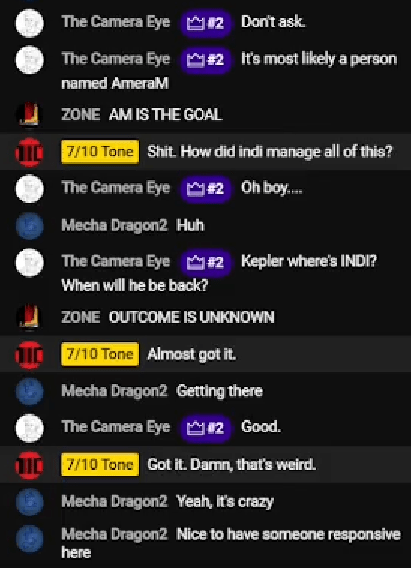 The Camera Eye #2 Don't ask.
The Camera Eye #2 It's most likely a person
named AmeraM
ZONE AM IS THE GOAL
7/10 Tone Shit. How did indi manage all of this?
The Camera Eye #2 Oh boy....
Mecha Dragon2 Huh
The Camera Eye #2 Kepler where's INDI?
When will he be back?
ZONE OUTCOME IS UNKNOWN
7/10 Tone Almost got it.
Mecha Dragon2 Getting there
The Camera Eye #2 Good.
7/10 Tone Got it. Damn, that's weird.
Mecha Dragon2 Yeah, it's crazy
Mecha Dragon2 Nice to have someone responsive
here